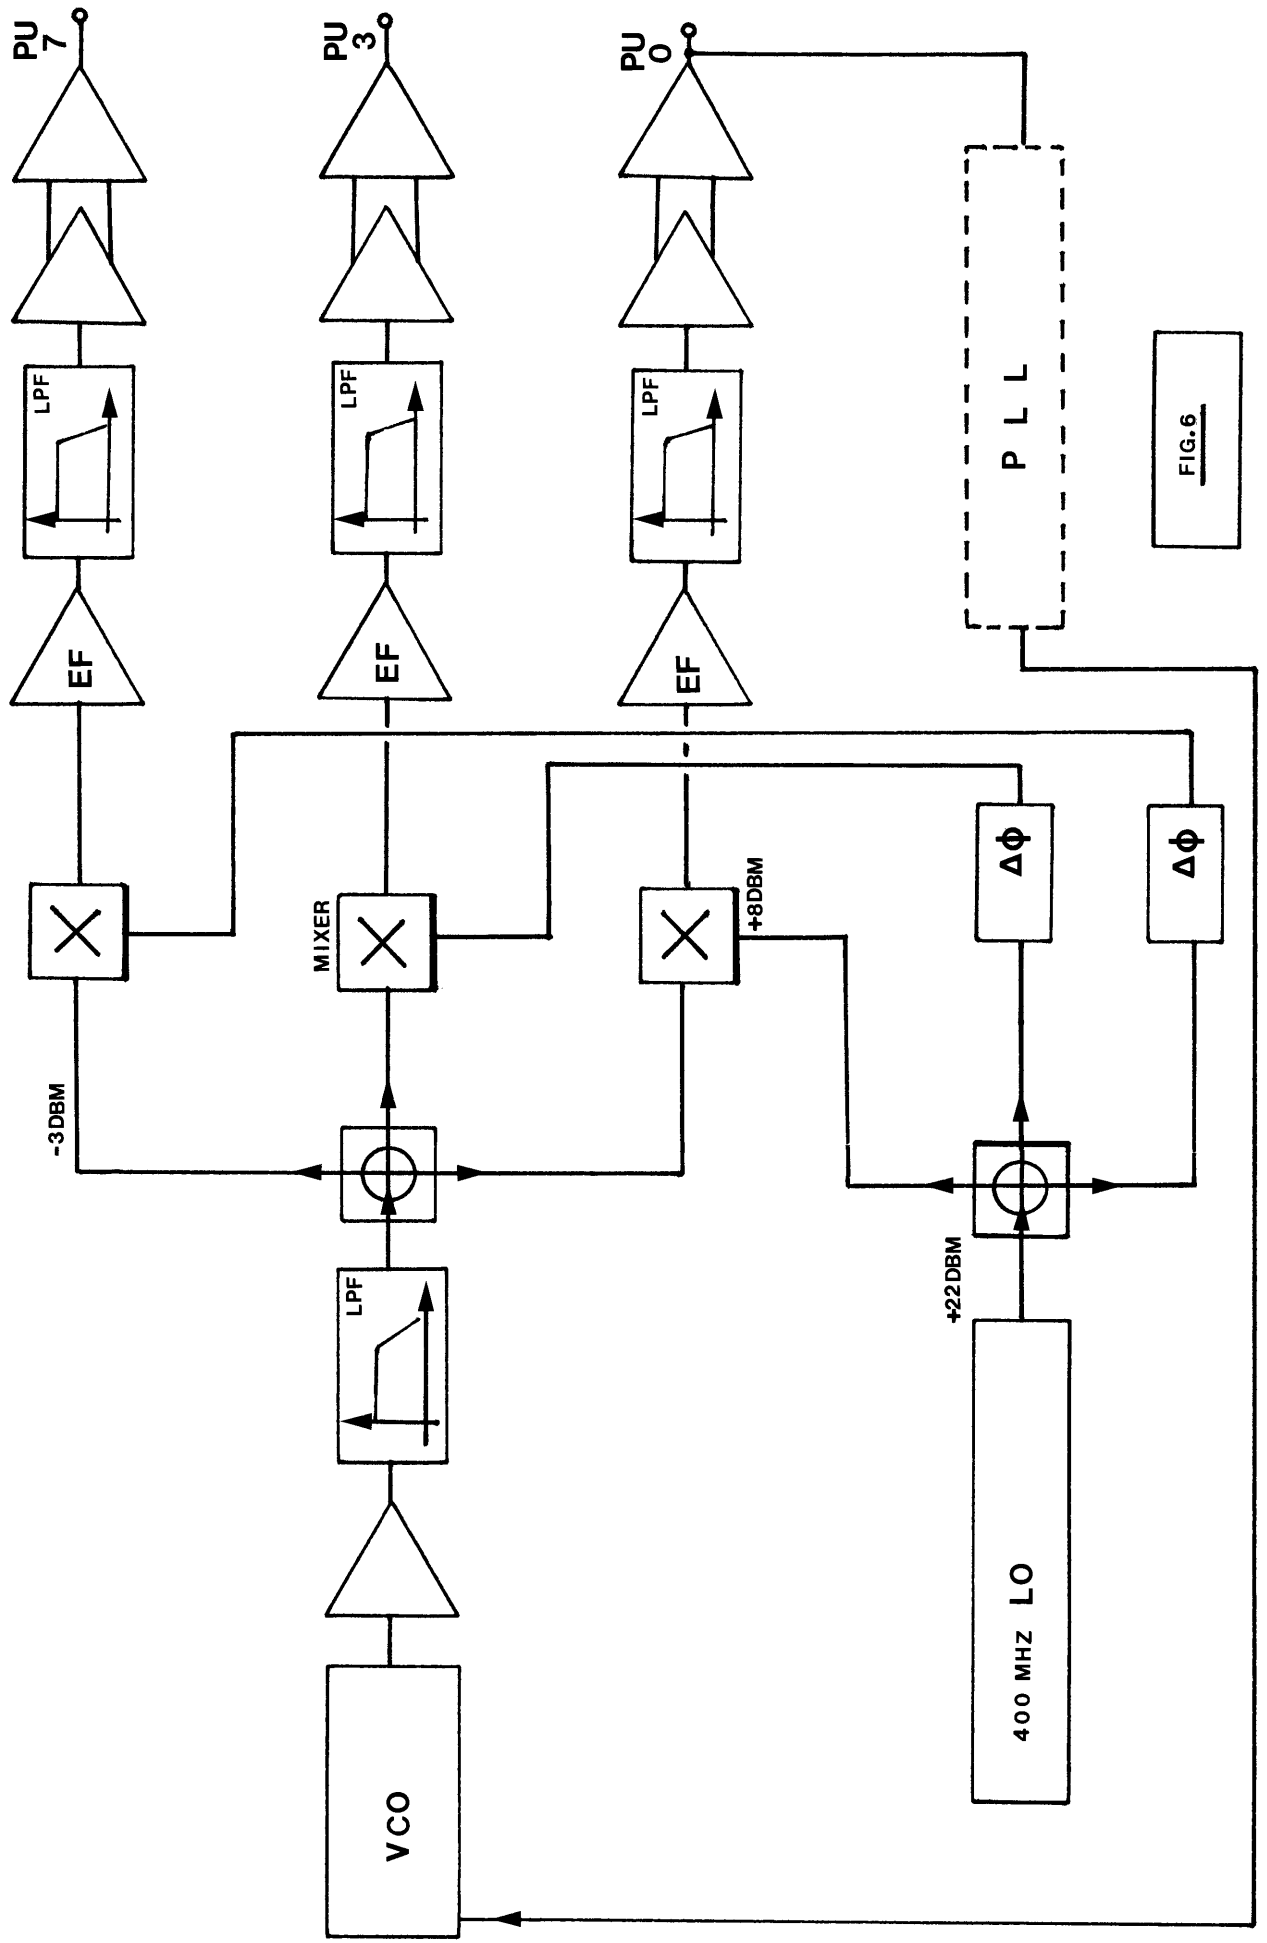 PU
7
PU
3
PU
0
LPF
LPF
LPF
EF
EF
EF
P L L
FIG.6
MIXER
+8DBM
Δϕ
Δϕ
-3DBM
LPF
+22DBM
400 MHZ LO
VCO